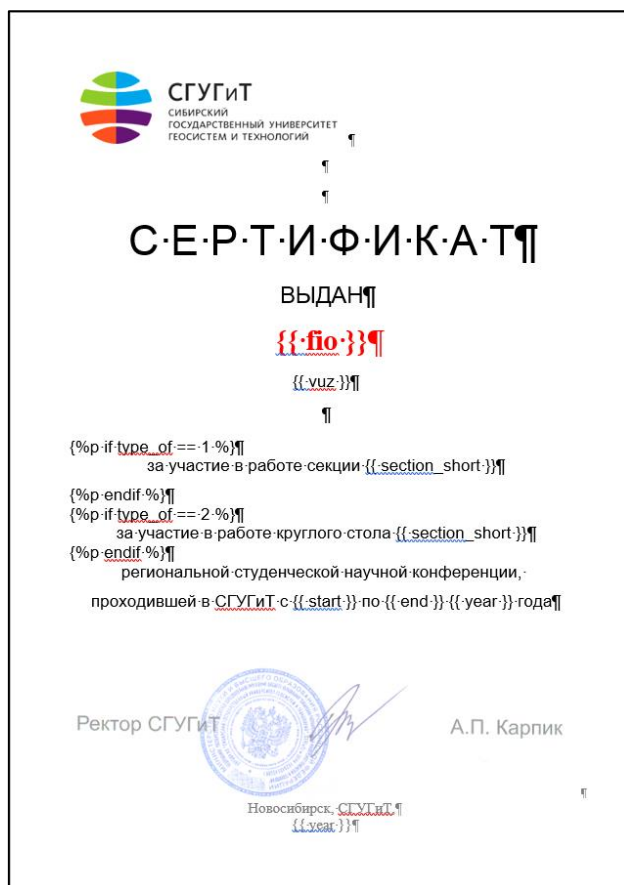 СГУГиТ
СИБИРСКИЙ
ГОСУДАРСТВЕННЫЙ УНИВЕРСИТЕТ
ГЕОСИСТЕМ И ТЕХНОЛОГИЙ ¶
¶
¶
С·Е·Р·Т·И·Ф·И·К·А·Т¶
ВЫДАН¶
{{·fio·}}¶
{{·vuz·}}¶
¶
{%p·if·type_of·==·1·%}¶
за·участие·в·работе·секции·{{·section_short·}}¶
{%p·endif·%}¶
{%p·if·type_of·==·2·%}¶
за·участие·в·работе·круглого·стола·{{·section_short·}}¶
{%p·endif·%}¶
региональной·студенческой·научной·конференции,·
проходившей·в·СГУГиТ·с·{{·start·}}·по·{{·end·}}·{{·year·}}·года¶
Ректор СГУГиТ А.П. Карпик
¶
Новосибирск,·СГУГиТ,¶
{{·year·}}¶